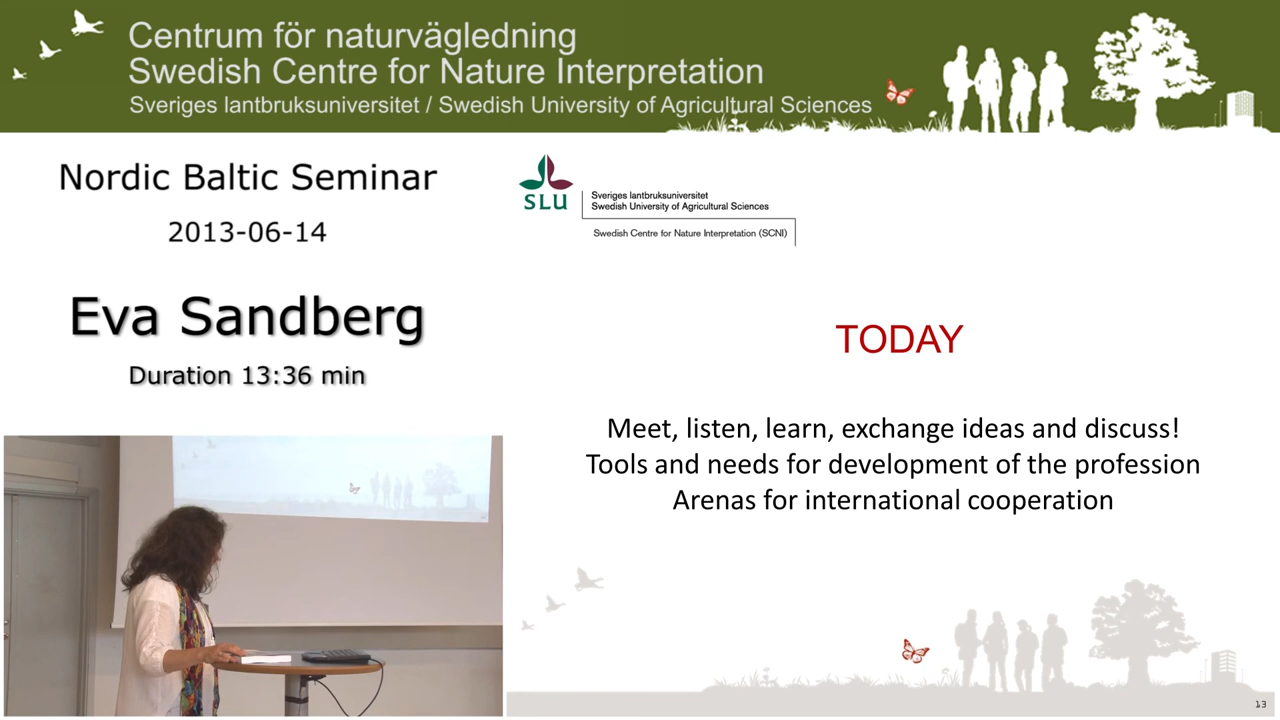 Centrum för naturvägledning
Swedish Centre for Nature Interpretation
Sveriges lantbruksuniversitet / Swedish University of Agricultural Sciences
Nordic Baltic Seminar
2013-06-14
Eva Sandberg
Duration 13:36 min
SLU
Sveriges lantbruksuniversitet
Swedish University of Agricultural Sciences
Swedish Centre for Nature Interpretation (SCNI)
TODAY
Meet, listen, learn, exchange ideas and discuss!
Tools and needs for development of the profession
Arenas for international cooperation
13